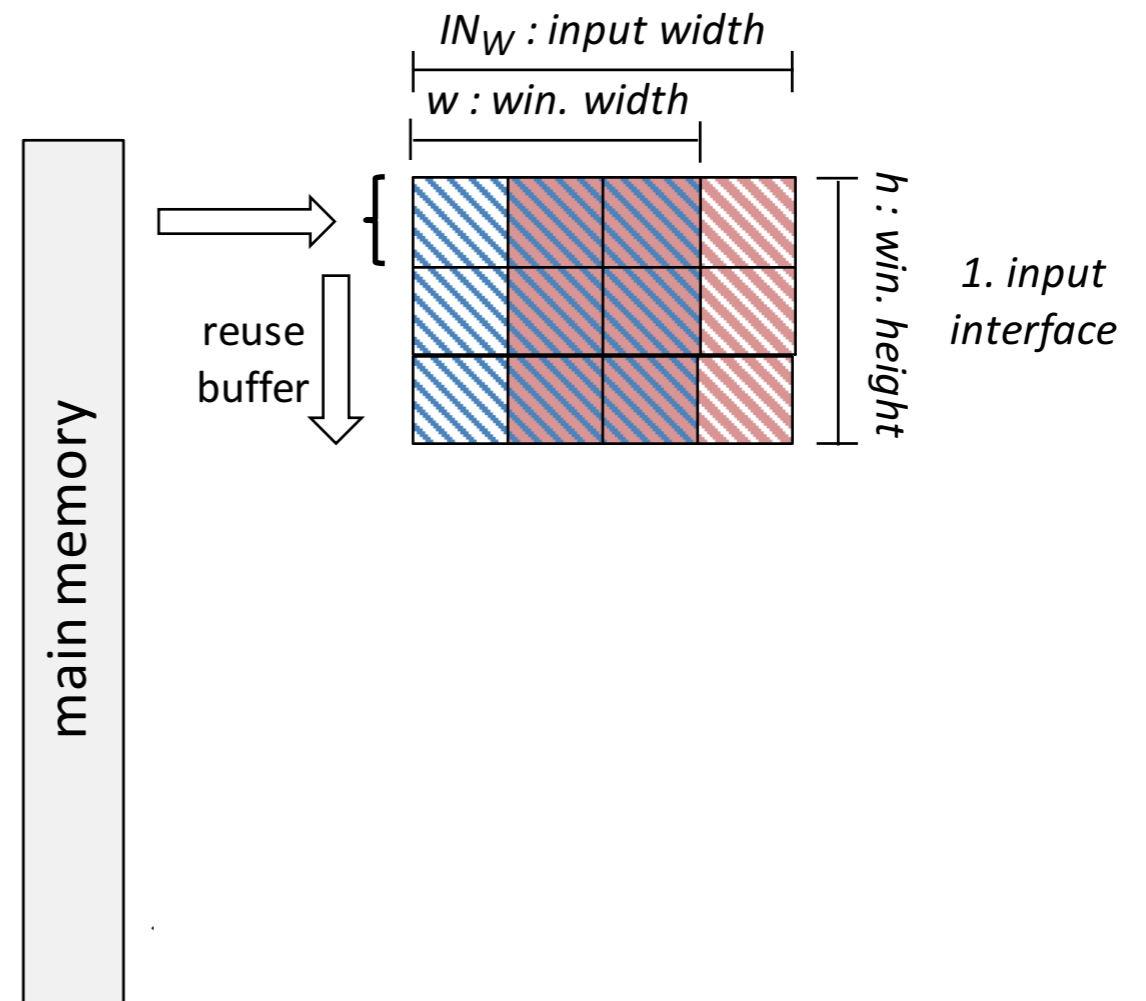 IN_W : input width
w : win. width
h : win. height
1. input
interface
reuse
buffer
main memory